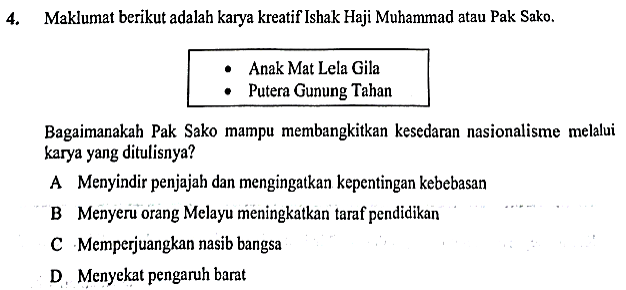 4. Maklumat berikut adalah karya kreatif Ishak Haji Muhammad atau Pak Sako.
• Anak Mat Lela Gila
• Putera Gunung Tahan
Bagaimanakah Pak Sako mampu membangkitkan kesedaran nasionalisme melalui
karya yang ditulisnya?
A Menyindir penjajah dan mengingatkan kepentingan kebebasan
B Menyeru orang Melayu meningkatkan taraf pendidikan
C Memperjuangkan nasib bangsa
D Menyekat pengaruh barat